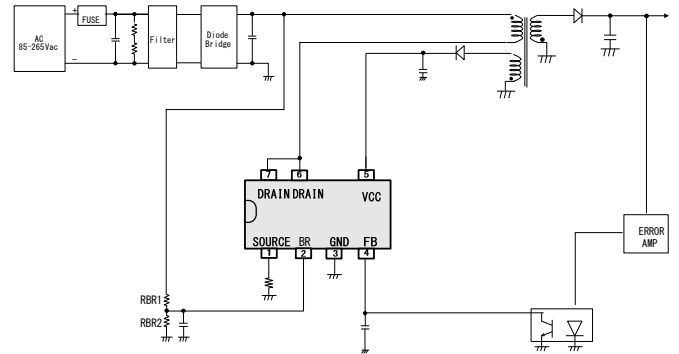 AC
85-265Vac
+
-
FUSE
Filter
Diode
Bridge
7
6
5
DRAIN DRAIN
VCC
SOURCE BR GND FB
1
2
3
4
RBR1
RBR2
ERROR
AMP